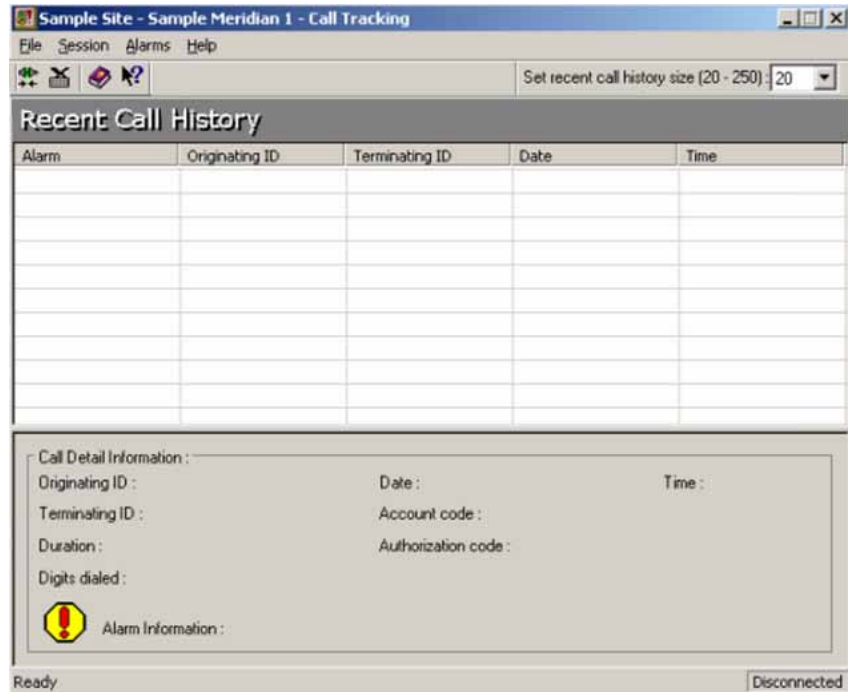 Sample Site - Sample Meridian 1 - Call Tracking
File Session Alarms Help
Set recent call history size (20 - 250) : 20
Recent Call History
Alarm Originating ID Terminating ID Date Time
Call Detail Information :
Originating ID : Date : Time :
Terminating ID : Account code :
Duration : Authorization code :
Digits dialed :
Alarm Information :
Ready Disconnected